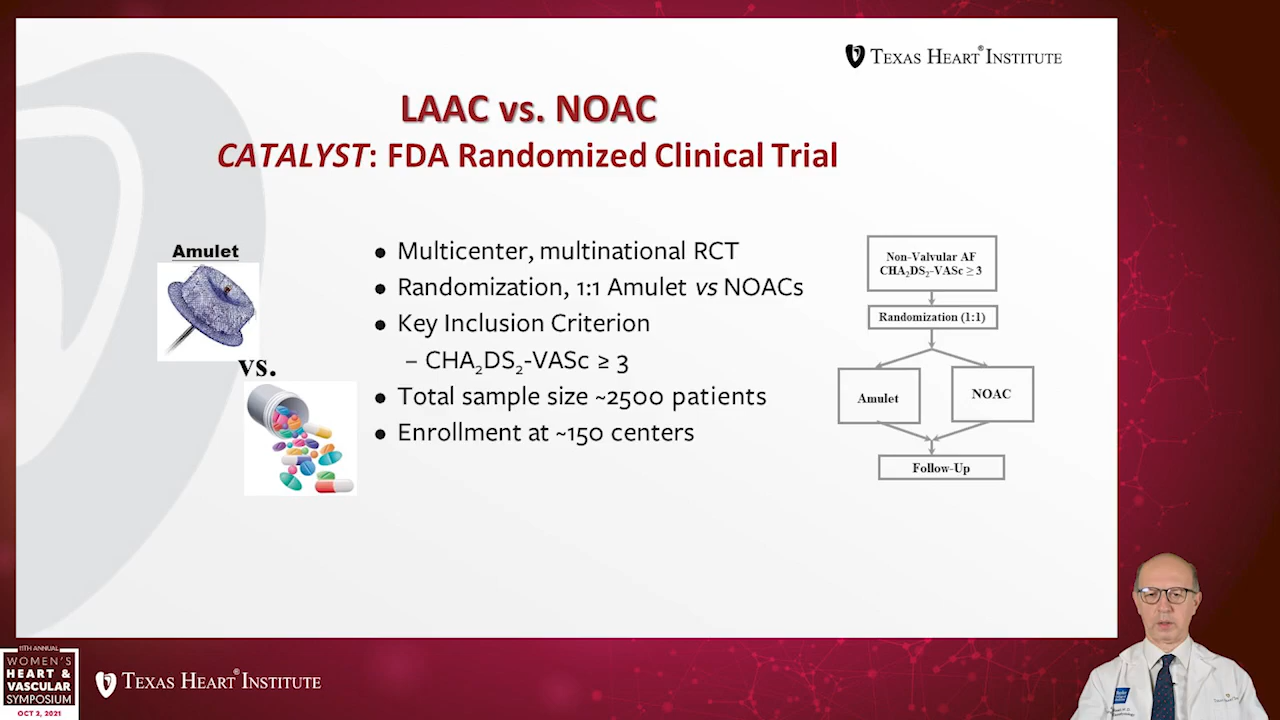 TEXAS HEART® INSTITUTE
LAAC vs. NOAC
CATALYST: FDA Randomized Clinical Trial
Amulet
vs.
● Multicenter, multinational RCT
● Randomization, 1:1 Amulet vs NOACs
● Key Inclusion Criterion
– CHA₂DS₂-VASc ≥ 3
● Total sample size ~2500 patients
● Enrollment at ~150 centers
Non-Valvular AF
CHA₂DS₂-VASc ≥ 3
Randomization (1:1)
Amulet
NOAC
Follow-Up
11TH ANNUAL
WOMEN'S
HEART &
VASCULAR
SYMPOSIUM
OCT 2, 2021
TEXAS HEART® INSTITUTE